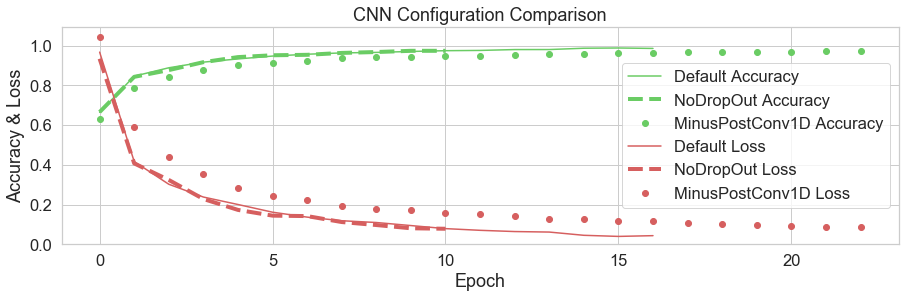 CNN Configuration Comparison
Accuracy & Loss
1.0
0.8
0.6
0.4
0.2
0.0
Default Accuracy
NoDropOut Accuracy
MinusPostConv1D Accuracy
Default Loss
NoDropOut Loss
MinusPostConv1D Loss
0 5 10 15 20
Epoch